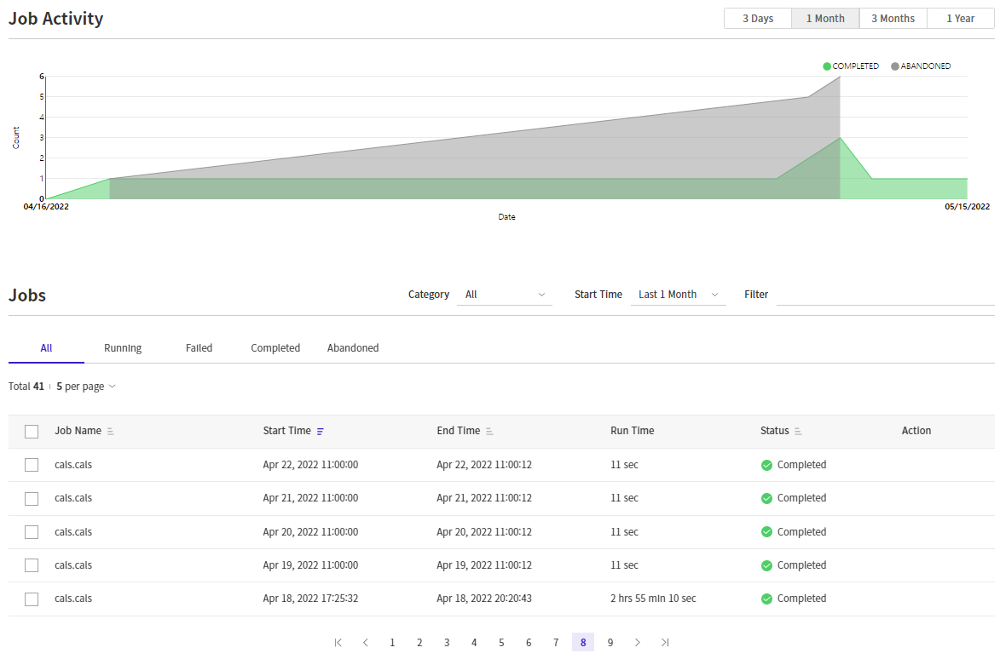 Job Activity
3 Days 1 Month 3 Months 1 Year
COMPLETED ABANDONED
6
5
4
3
2
1
0
Count
04/16/2022 05/15/2022
Date
Jobs Category All Start Time Last 1 Month Filter
All Running Failed Completed Abandoned
Total 41 5 per page
Job Name Start Time End Time Run Time Status Action
cals.cals Apr 22, 2022 11:00:00 Apr 22, 2022 11:00:12 11 sec Completed
cals.cals Apr 21, 2022 11:00:00 Apr 21, 2022 11:00:12 11 sec Completed
cals.cals Apr 20, 2022 11:00:00 Apr 20, 2022 11:00:12 11 sec Completed
cals.cals Apr 19, 2022 11:00:00 Apr 19, 2022 11:00:12 11 sec Completed
cals.cals Apr 18, 2022 17:25:32 Apr 18, 2022 20:20:43 2 hrs 55 min 10 sec Completed
1 2 3 4 5 6 7 8 9